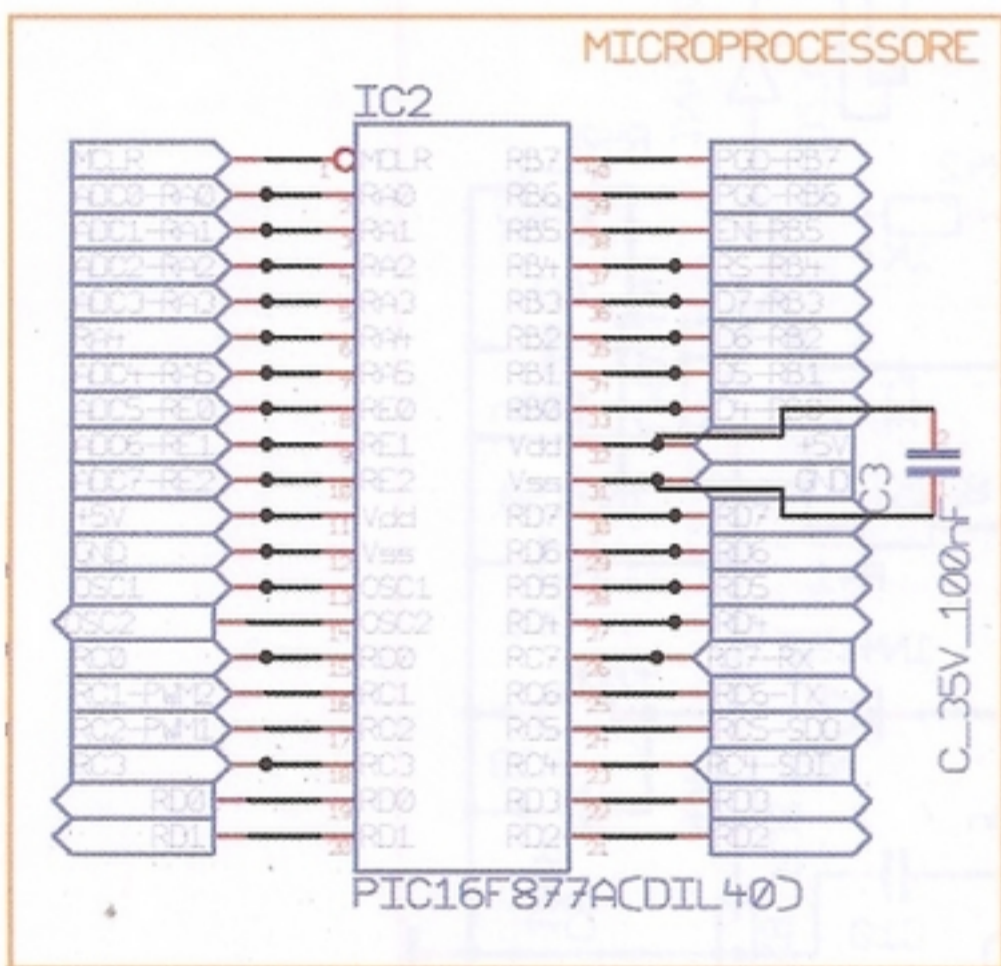 MICROPROCESSORE
IC2
MCLR 1 MCLR RB7 40 PGD-RB7
ADC0-RA0 2 RA0 RB6 39 PGC-RB6
ADC1-RA1 3 RA1 RB5 38 EN-RB5
ADC2-RA2 4 RA2 RB4 37 RS-RB4
ADC3-RA3 5 RA3 RB3 36 D7-RB3
RA4 6 RA4 RB2 35 D6-RB2
ADC4-RA5 7 RA5 RB1 34 D5-RB1
ADC5-RE0 8 RE0 RB0 33 D4-RB0
ADC6-RE1 9 RE1 Vdd 32 +5V
ADC7-RE2 10 RE2 Vss 31 GND
+5V 11 Vdd RD7 30 RD7
GND 12 Vss RD6 29 RD6
OSC1 13 OSC1 RD5 28 RD5
OSC2 14 OSC2 RD4 27 RD4
RC0 15 RC0 RC7 26 RC7-RX
RC1-PWM2 16 RC1 RC6 25 RC6-TX
RC2-PWM1 17 RC2 RC5 24 RC5-SDO
RC3 18 RC3 RC4 23 RC4-SDI
RD0 19 RD0 RD3 22 RD3
RD1 20 RD1 RD2 21 RD2
2
C3
C_35V_100nF
PIC16F877A(DIL40)